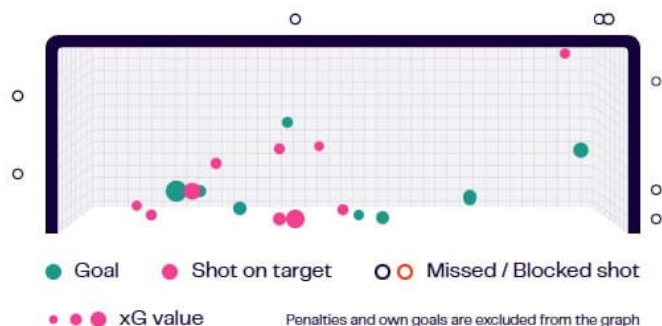 Goal Shot on target Missed / Blocked shot
xG value Penalties and own goals are excluded from the graph